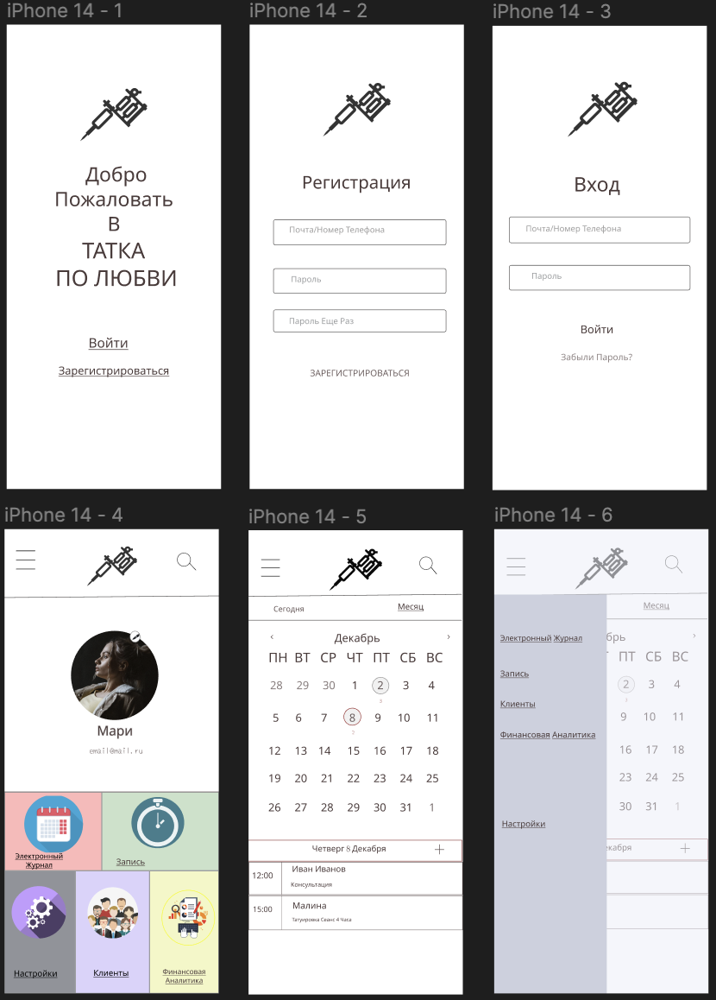 iPhone 14 - 1
Добро
Пожаловать
В
ТАТКА
ПО ЛЮБВИ
Войти
Зарегистрироваться
iPhone 14 - 2
Регистрация
Почта/Номер Телефона
Пароль
Пароль Еще Раз
ЗАРЕГИСТРИРОВАТЬСЯ
iPhone 14 - 3
Вход
Почта/Номер Телефона
Пароль
Войти
Забыли Пароль?
iPhone 14 - 4
Мари
email@mail.ru
Электронный
Журнал
Запись
Настройки
Клиенты
Финансовая
Аналитика
iPhone 14 - 5
Сегодня Месяц
‹ Декабрь ›
ПН ВТ СР ЧТ ПТ СБ ВС
28 29 30 1 2 3 4
3
5 6 7 8 9 10 11
2
12 13 14 15 16 17 18
19 20 21 22 23 24 25
26 27 28 29 30 31 1
Четверг 8 Декабря +
12:00 Иван Иванов
Консультация
15:00 Малина
Татуировка Сеанс 4 Часа
iPhone 14 - 6
Электронный Журнал
Запись
Клиенты
Финансовая Аналитика
Настройки
Месяц
брь ›
ПТ СБ ВС
2 3 4
3
9 10 11
16 17 18
23 24 25
30 31 1
екабря +